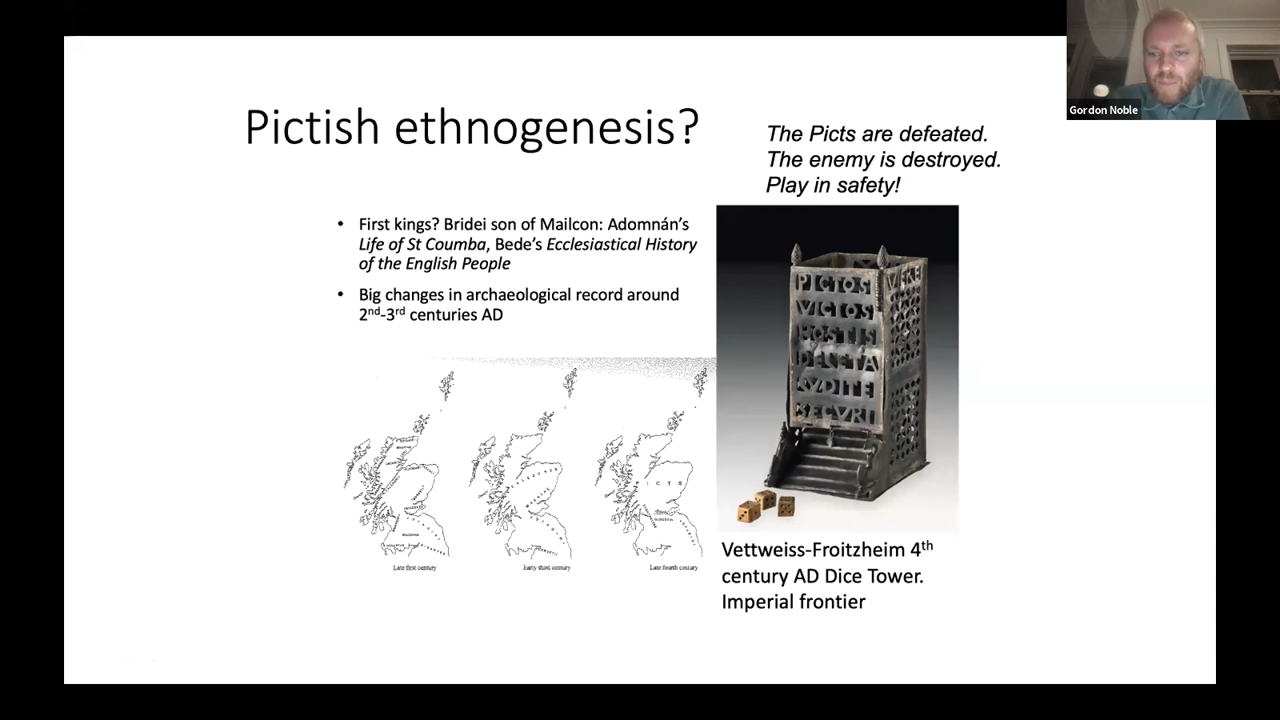 Gordon Noble
Pictish ethnogenesis?
The Picts are defeated.
The enemy is destroyed.
Play in safety!
• First kings? Bridei son of Mailcon: Adomnán's
Life of St Coumba, Bede's Ecclesiastical History
of the English People
• Big changes in archaeological record around
2nd-3rd centuries AD
PICTOS
VICTOS
HOSTIS
DELETA
LVDITE
SECVRI
Late first century
Early third century
Late fourth century
Vettweiss-Froitzheim 4th
century AD Dice Tower.
Imperial frontier